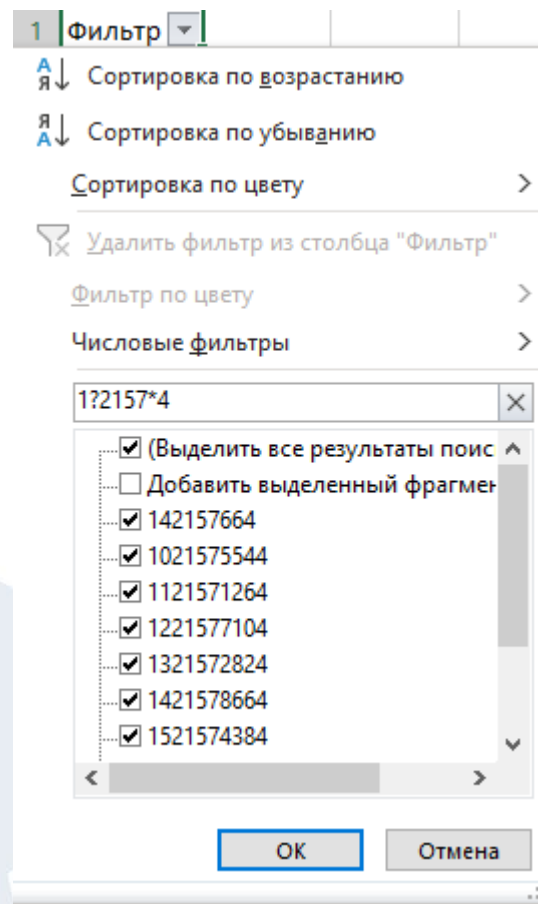 1 Фильтр
Сортировка по возрастанию
Сортировка по убыванию
Сортировка по цвету
Удалить фильтр из столбца "Фильтр"
Фильтр по цвету
Числовые фильтры
1?2157*4
(Выделить все результаты поис
Добавить выделенный фрагмен
142157664
1021575544
1121571264
1221577104
1321572824
1421578664
1521574384
ОК Отмена